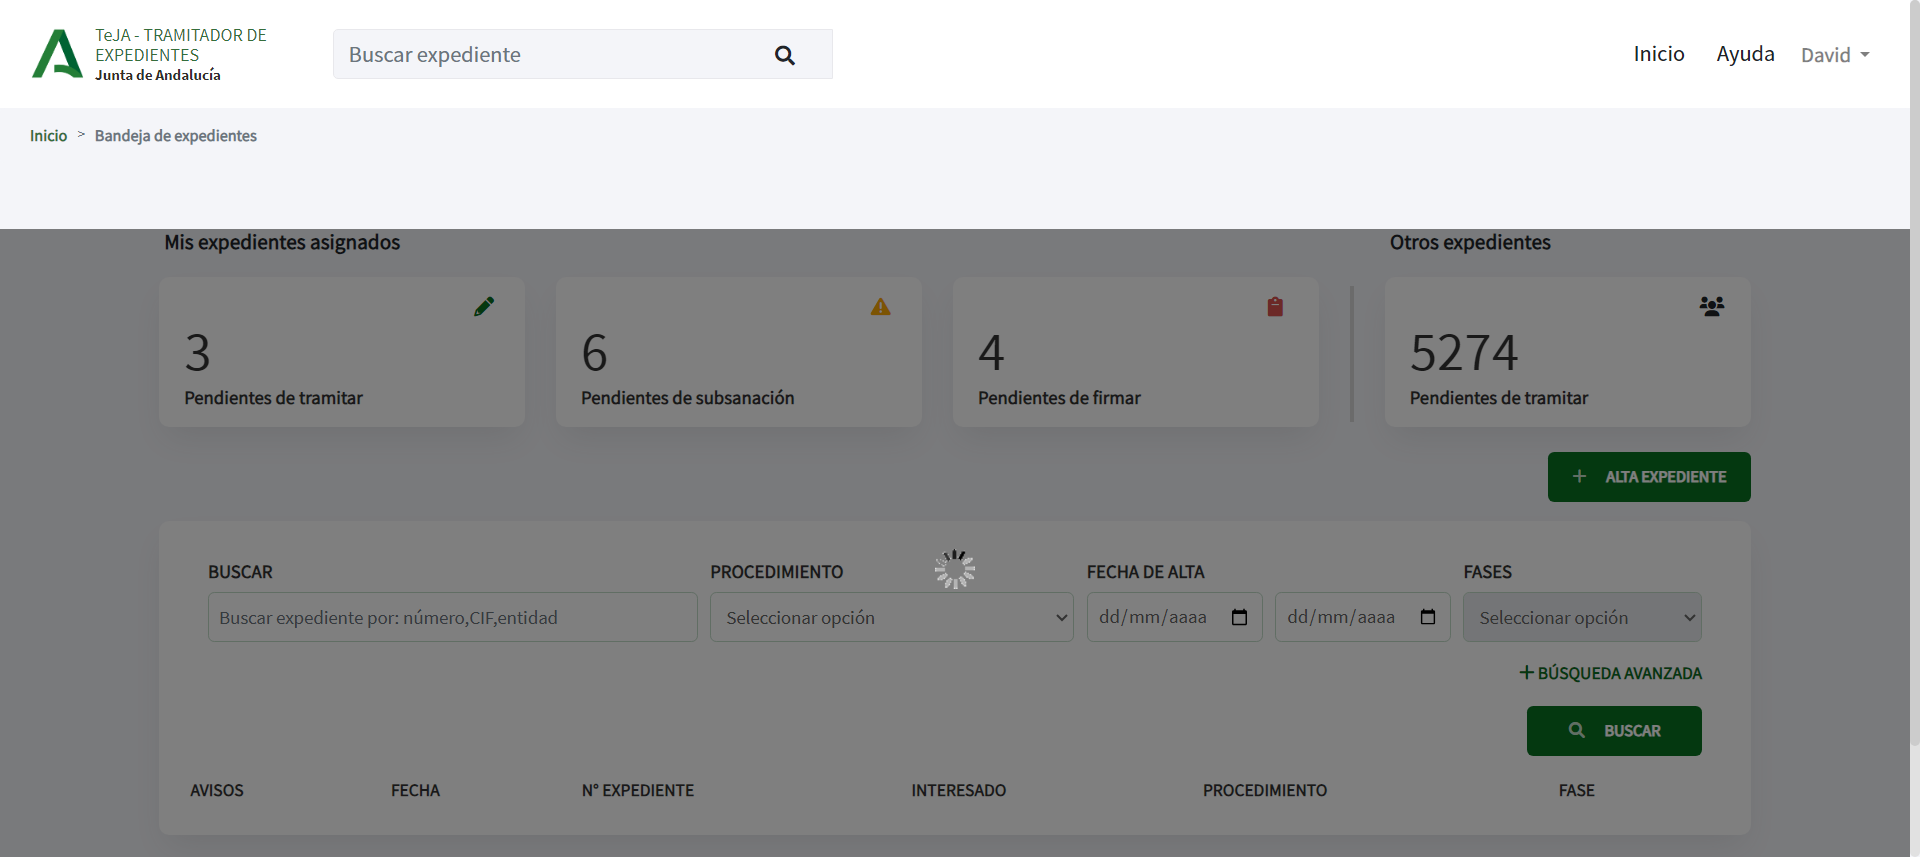 TeJA - TRAMITADOR DE
EXPEDIENTES
Junta de Andalucía
Buscar expediente
Inicio
Ayuda
David
Inicio > Bandeja de expedientes
Mis expedientes asignados
Otros expedientes
3
Pendientes de tramitar
6
Pendientes de subsanación
4
Pendientes de firmar
5274
Pendientes de tramitar
+ ALTA EXPEDIENTE
BUSCAR
PROCEDIMIENTO
FECHA DE ALTA
FASES
Buscar expediente por: número,CIF,entidad
Seleccionar opción
dd/mm/aaaa
dd/mm/aaaa
Seleccionar opción
+ BÚSQUEDA AVANZADA
BUSCAR
AVISOS
FECHA
N° EXPEDIENTE
INTERESADO
PROCEDIMIENTO
FASE